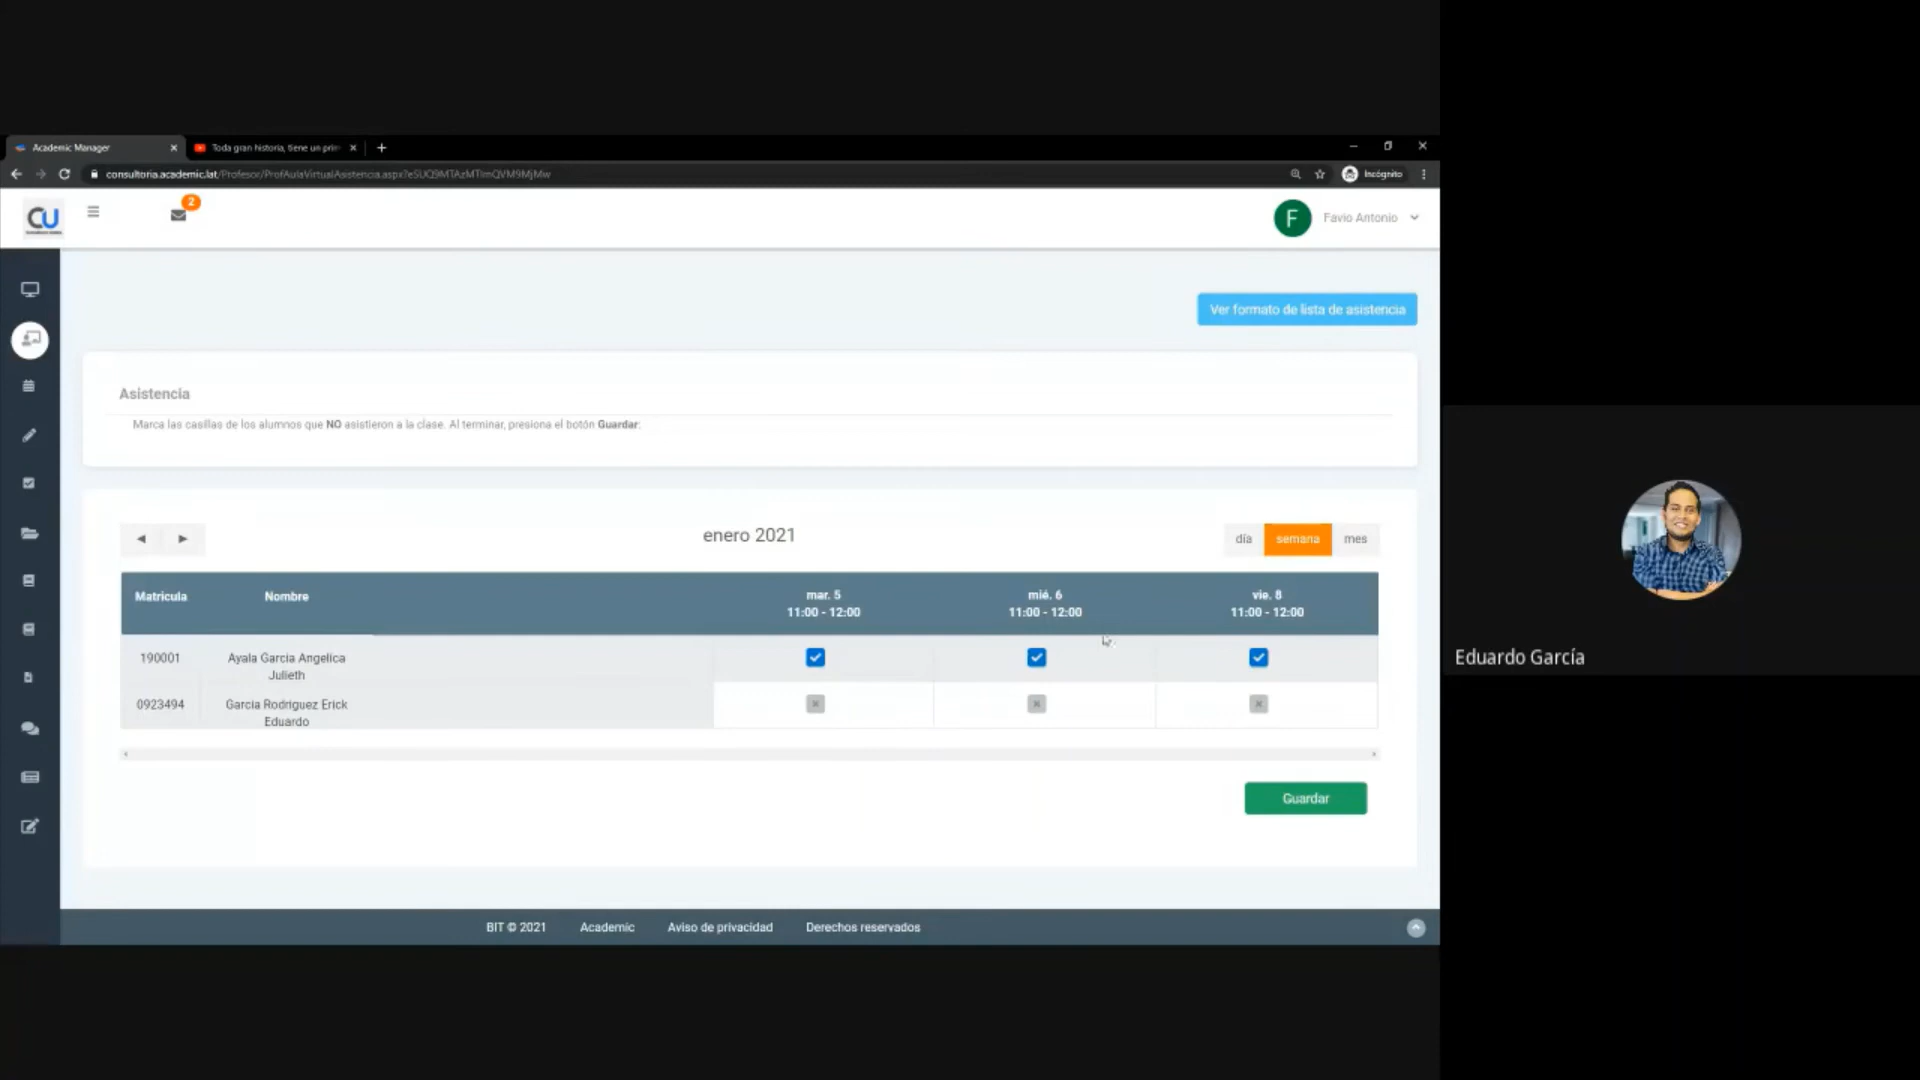 Academic Manager
Toda gran historia, tiene un prin
consultoria.academic.lat/Profesor/ProfAulaVirtualAsistencia.aspx?eSUQ9MTAzMTImQVM9MjMw
Incógnito
CU
2
F
Favio Antonio
Ver formato de lista de asistencia
Asistencia
Marca las casillas de los alumnos que NO asistieron a la clase. Al terminar, presiona el botón Guardar:
enero 2021
día semana mes
Matricula Nombre mar. 5 mié. 6 vie. 8
11:00 - 12:00 11:00 - 12:00 11:00 - 12:00
190001 Ayala Garcia Angelica
Julieth
0923494 Garcia Rodriguez Erick
Eduardo
Guardar
BIT © 2021 Academic Aviso de privacidad Derechos reservados
Eduardo García